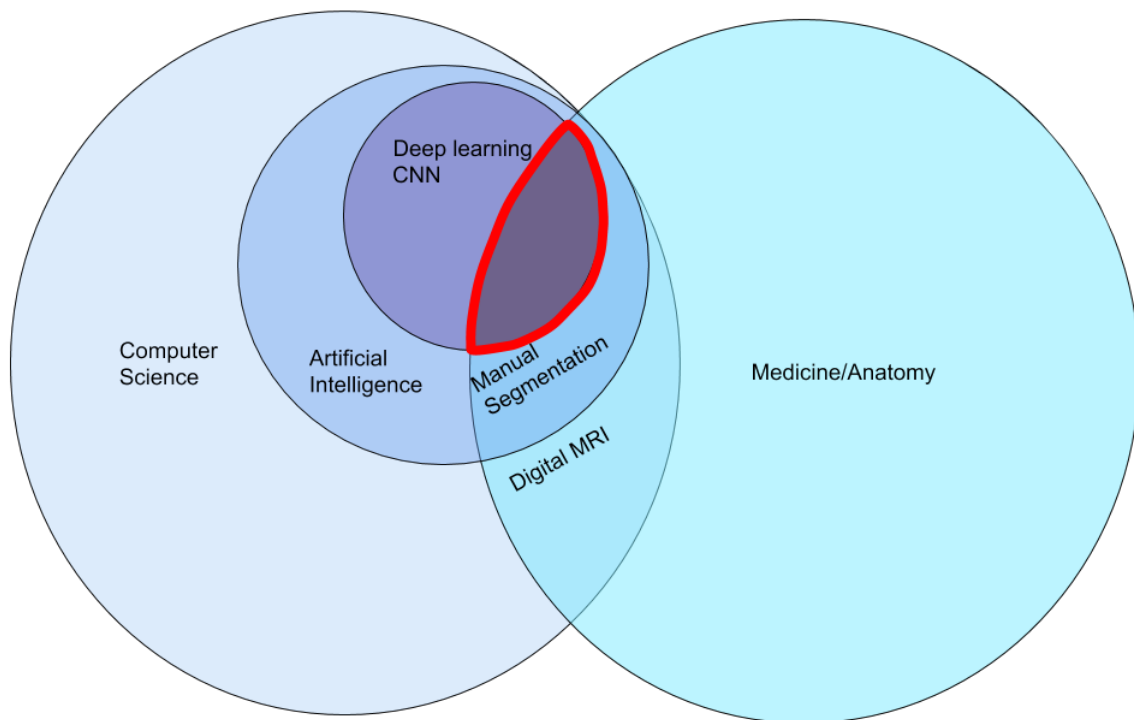 Deep learning
CNN
Computer
Science
Artificial
Intelligence
Manual
Segmentation
Digital MRI
Medicine/Anatomy